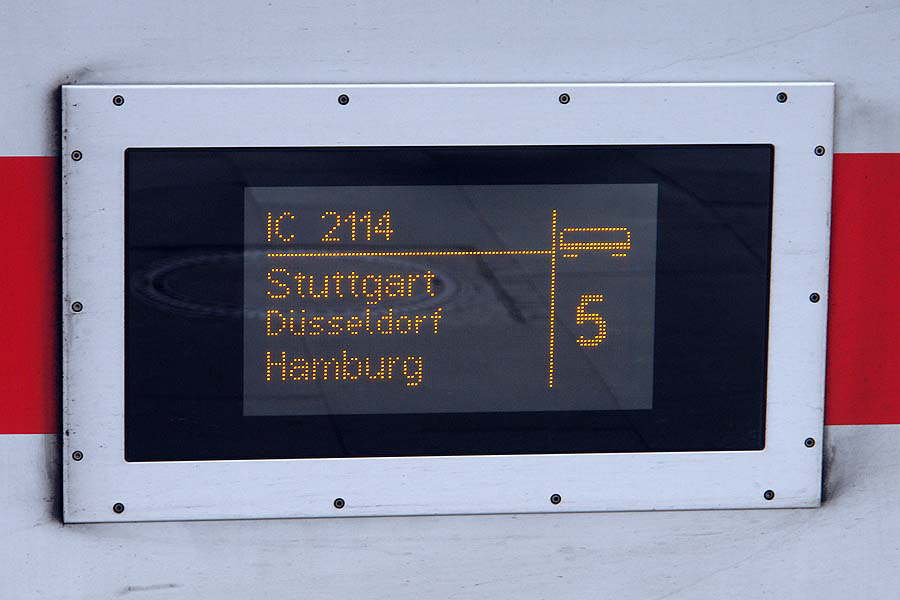 IC 2114
Stuttgart
Düsseldorf
Hamburg
5